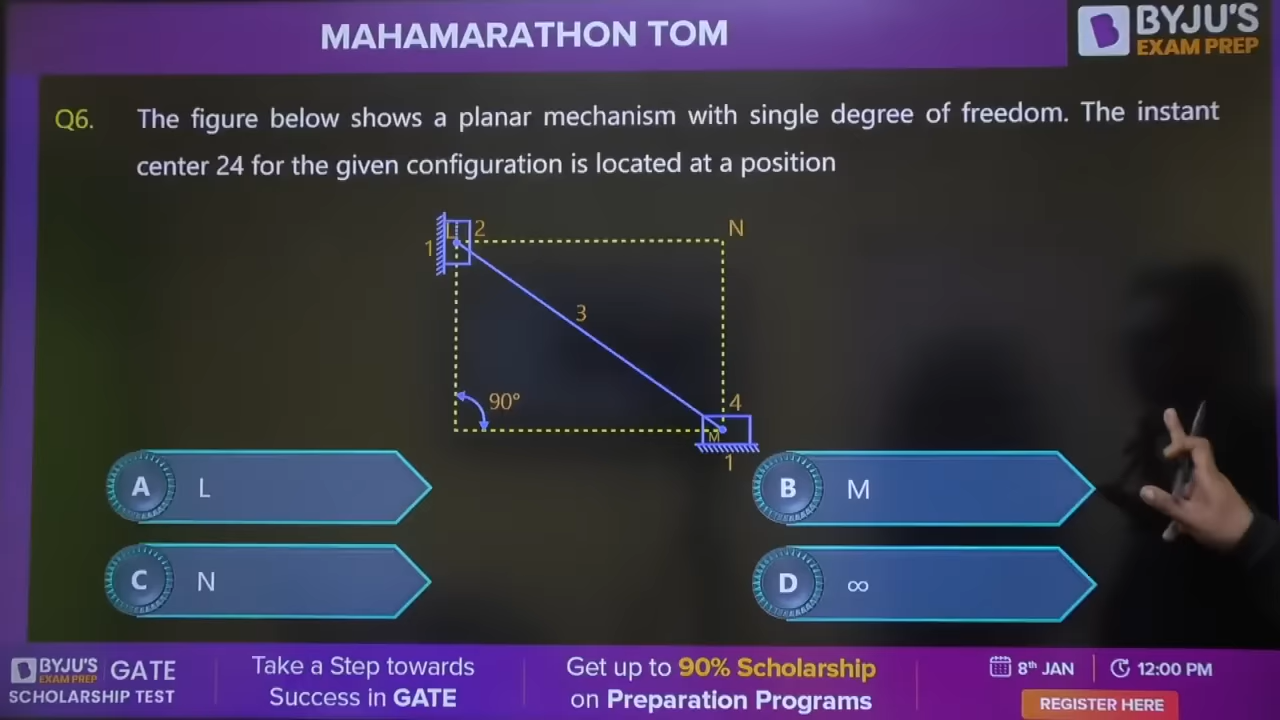 MAHAMARATHON TOM
BYJU'S
EXAM PREP
Q6. The figure below shows a planar mechanism with single degree of freedom. The instant
center 24 for the given configuration is located at a position
L 2
N
1
3
90°
4
M
1
A L
B M
C N
D ∞
BYJU'S
EXAM PREP
GATE
SCHOLARSHIP TEST
Take a Step towards
Success in GATE
Get up to 90% Scholarship
on Preparation Programs
8th JAN
12:00 PM
REGISTER HERE